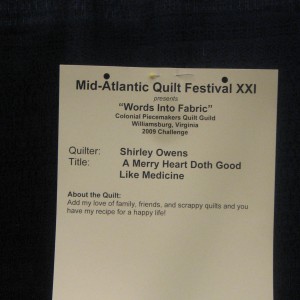 Mid-Atlantic Quilt Festival XXI
presents
"Words Into Fabric"
Colonial Piecemakers Quilt Guild
Williamsburg, Virginia
2009 Challenge
Quilter: Shirley Owens
Title: A Merry Heart Doth Good
Like Medicine
About the Quilt:
Add my love of family, friends, and scrappy quilts and you
have my recipe for a happy life!